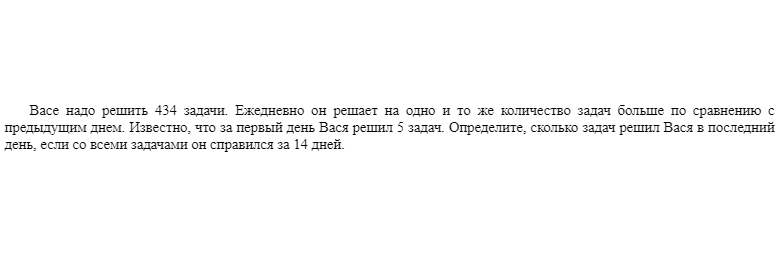 Васе надо решить 434 задачи. Ежедневно он решает на одно и то же количество задач больше по сравнению с
предыдущим днем. Известно, что за первый день Вася решил 5 задач. Определите, сколько задач решил Вася в последний
день, если со всеми задачами он справился за 14 дней.